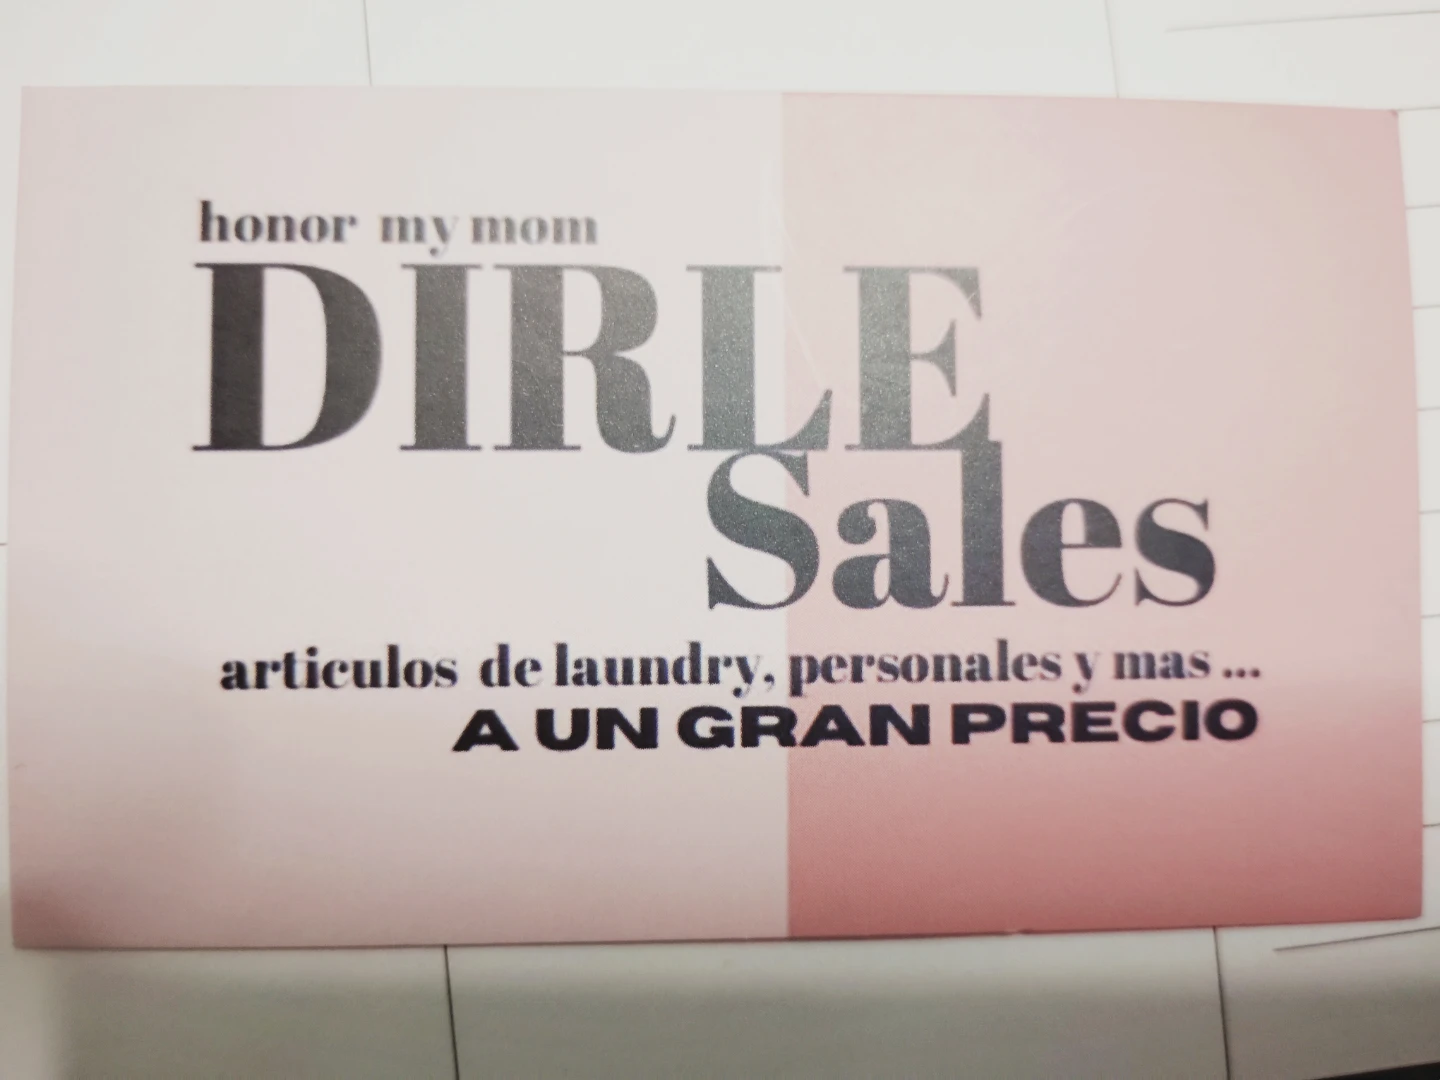 honor my mom
DIRLE
Sales
articulos de laundry, personales y mas ...
A UN GRAN PRECIO